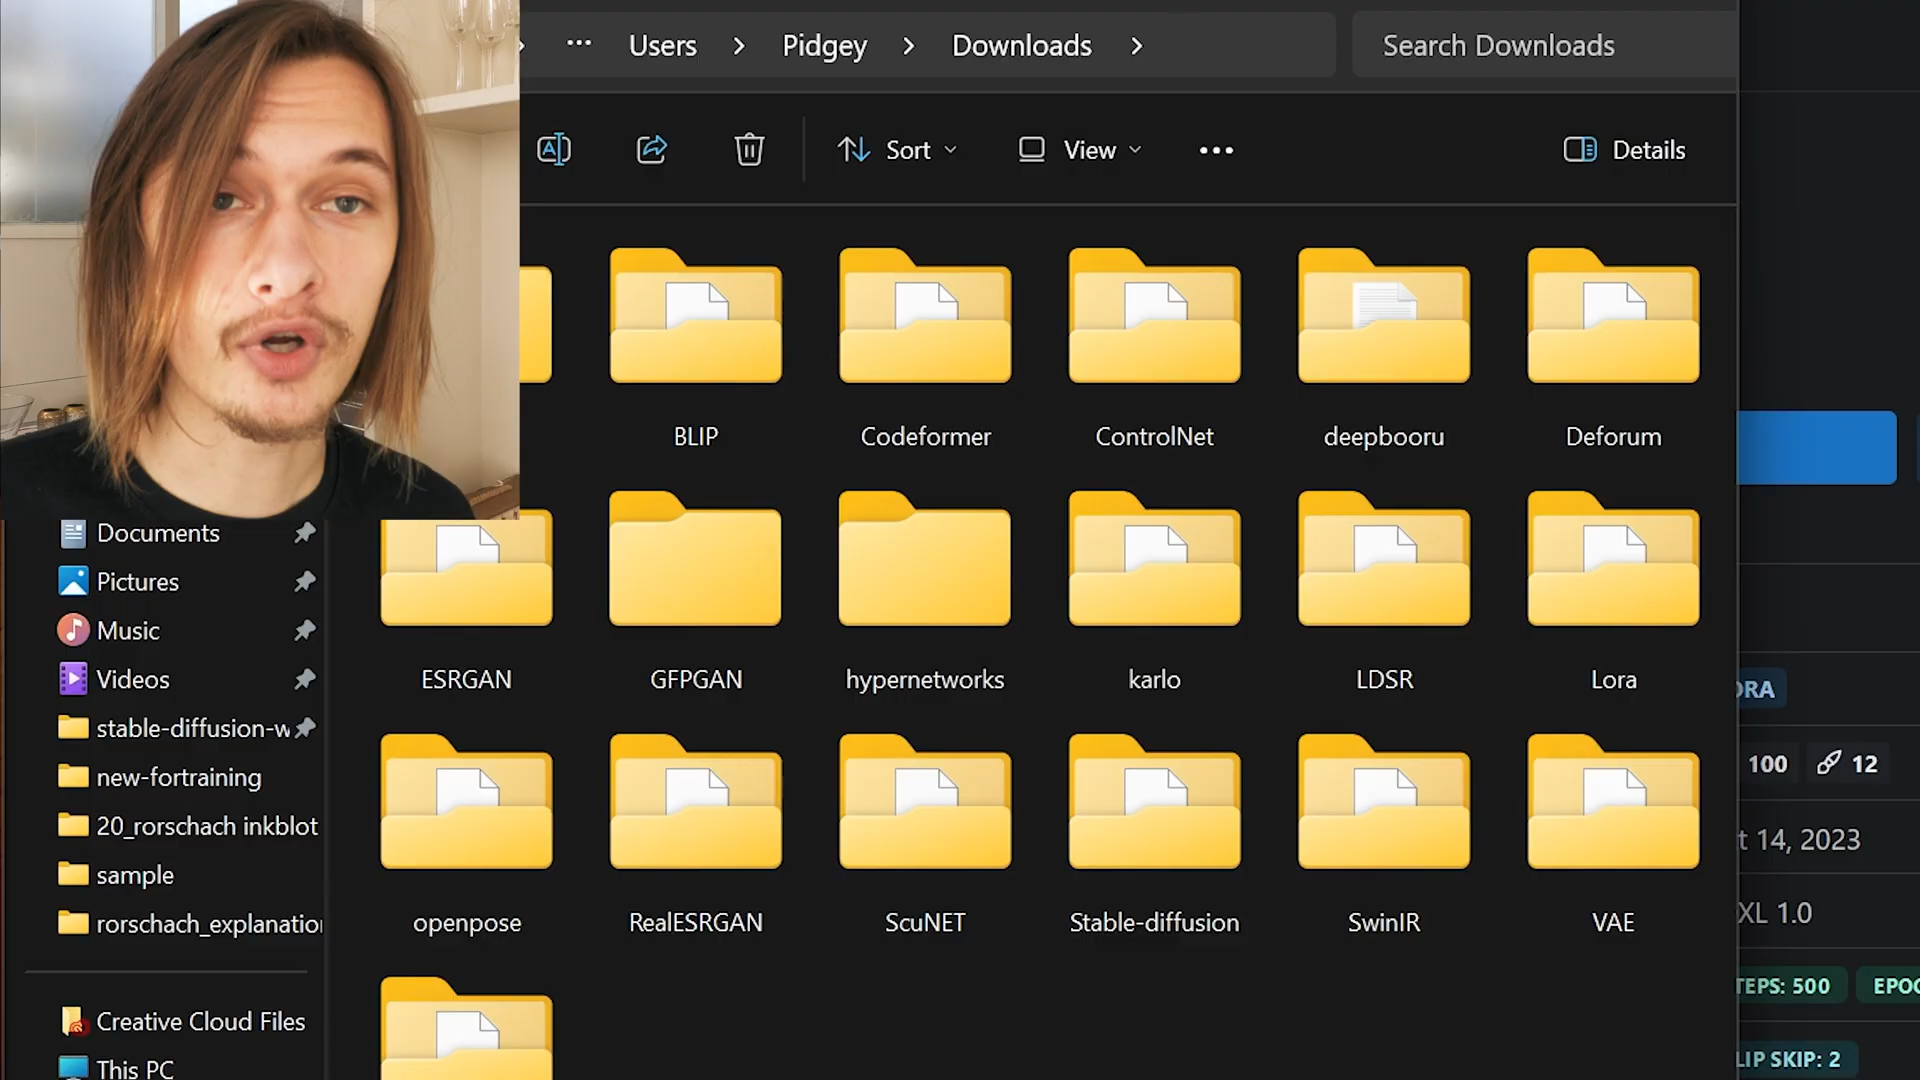 Users > Pidgey > Downloads >
Search Downloads
Sort
View
Details
BLIP
Codeformer
ControlNet
deepbooru
Deforum
Documents
Pictures
Music
Videos
stable-diffusion-w
new-fortraining
20_rorschach inkblot
sample
rorschach_explanation
Creative Cloud Files
This PC
ESRGAN
GFPGAN
hypernetworks
karlo
LDSR
Lora
openpose
RealESRGAN
ScuNET
Stable-diffusion
SwinIR
VAE
ORA
100
12
t 14, 2023
XL 1.0
TEPS: 500
EPOC
LIP SKIP: 2